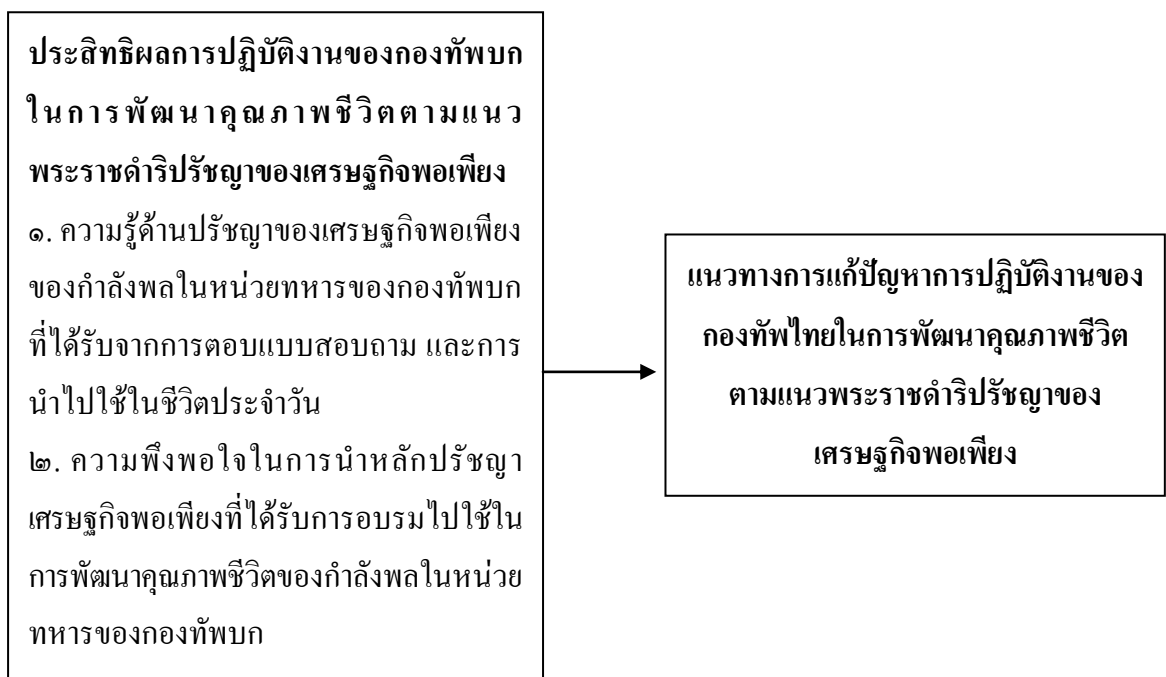 ประสิทธิผลการปฏิบัติงานของกองทัพบก
ในการพัฒนาคุณภาพชีวิตตามแนว
พระราชดำริปรัชญาของเศรษฐกิจพอเพียง
๑. ความรู้ด้านปรัชญาของเศรษฐกิจพอเพียง
ของกำลังพลในหน่วยทหารของกองทัพบก
ที่ได้รับจากการตอบแบบสอบถาม และการ
นำไปใช้ในชีวิตประจำวัน
๒. ความพึงพอใจในการนำหลักปรัชญา
เศรษฐกิจพอเพียงที่ได้รับการอบรมไปใช้ใน
การพัฒนาคุณภาพชีวิตของกำลังพลในหน่วย
ทหารของกองทัพบก
แนวทางการแก้ปัญหาการปฏิบัติงานของ
กองทัพไทยในการพัฒนาคุณภาพชีวิต
ตามแนวพระราชดำริปรัชญาของ
เศรษฐกิจพอเพียง